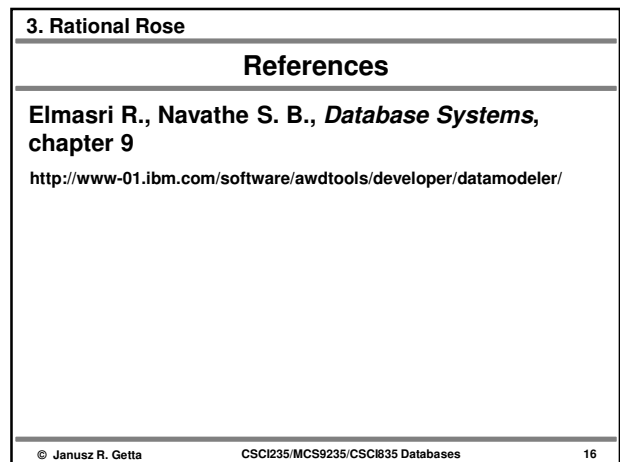 3. Rational Rose
References
Elmasri R., Navathe S. B., Database Systems,
chapter 9
http://www-01.ibm.com/software/awdtools/developer/datamodeler/
© Janusz R. Getta CSCI235/MCS9235/CSCI835 Databases 16